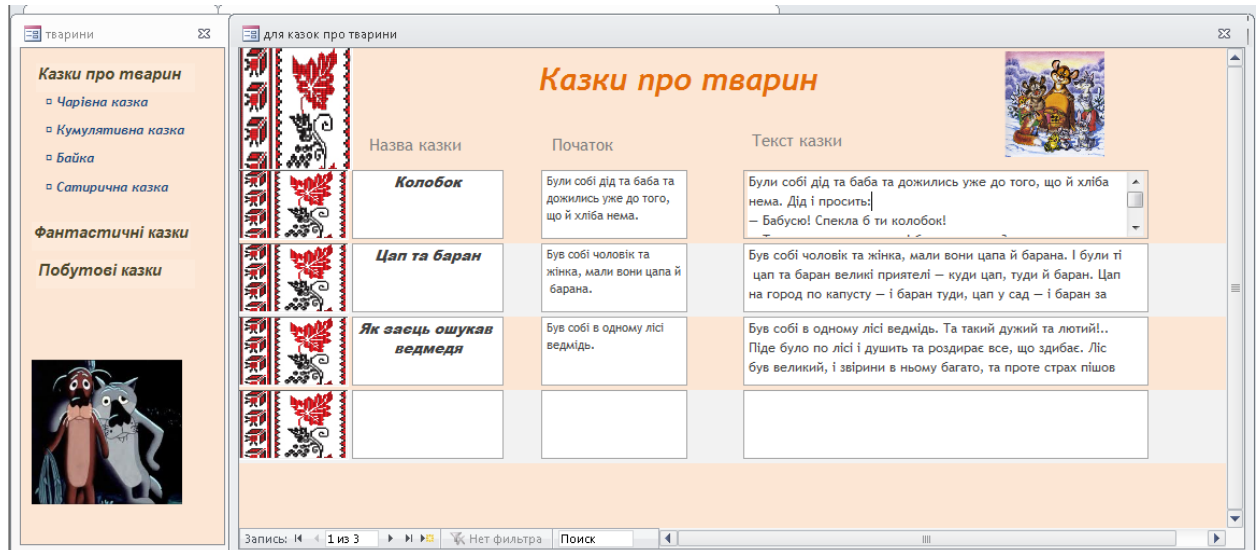 тварини
Казки про тварин
▫ Чарівна казка
▫ Кумулятивна казка
▫ Байка
▫ Сатирична казка
Фантастичні казки
Побутові казки
для казок про тварини
Казки про тварин
Назва казки
Початок
Текст казки
Колобок
Були собі дід та баба та
дожились уже до того,
що й хліба нема.
Були собі дід та баба та дожились уже до того, що й хліба
нема. Дід і просить:
— Бабусю! Спекла б ти колобок!
Цап та баран
Був собі чоловік та
жінка, мали вони цапа й
барана.
Був собі чоловік та жінка, мали вони цапа й барана. І були ті
цап та баран великі приятелі — куди цап, туди й баран. Цап
на город по капусту — і баран туди, цап у сад — і баран за
Як заєць ошукав
ведмедя
Був собі в одному лісі
ведмідь.
Був собі в одному лісі ведмідь. Та такий дужий та лютий!..
Піде було по лісі і душить та роздирає все, що здибає. Ліс
був великий, і звірини в ньому багато, та проте страх пішов
Запись: 1 из 3 Нет фильтра Поиск